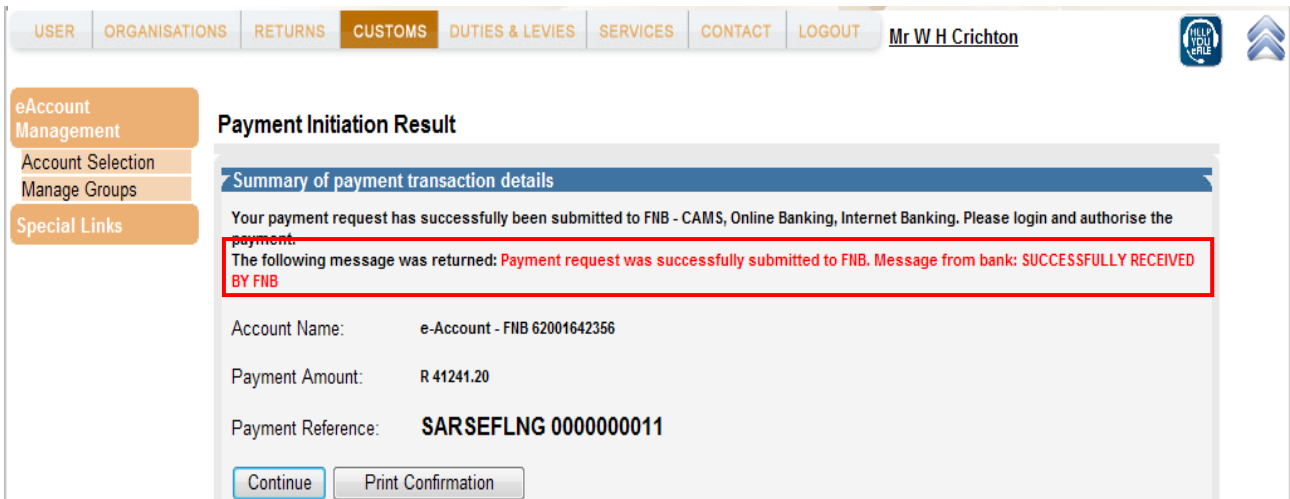 USER ORGANISATIONS RETURNS CUSTOMS DUTIES & LEVIES SERVICES CONTACT LOGOUT Mr W H Crichton
HELP YOU eFILE
eAccount
Management
Account Selection
Manage Groups
Special Links
Payment Initiation Result
Summary of payment transaction details
Your payment request has successfully been submitted to FNB - CAMS, Online Banking, Internet Banking. Please login and authorise the
payment.
The following message was returned: Payment request was successfully submitted to FNB. Message from bank: SUCCESSFULLY RECEIVED
BY FNB
Account Name: e-Account - FNB 62001642356
Payment Amount: R 41241.20
Payment Reference: SARSEFLNG 0000000011
Continue Print Confirmation